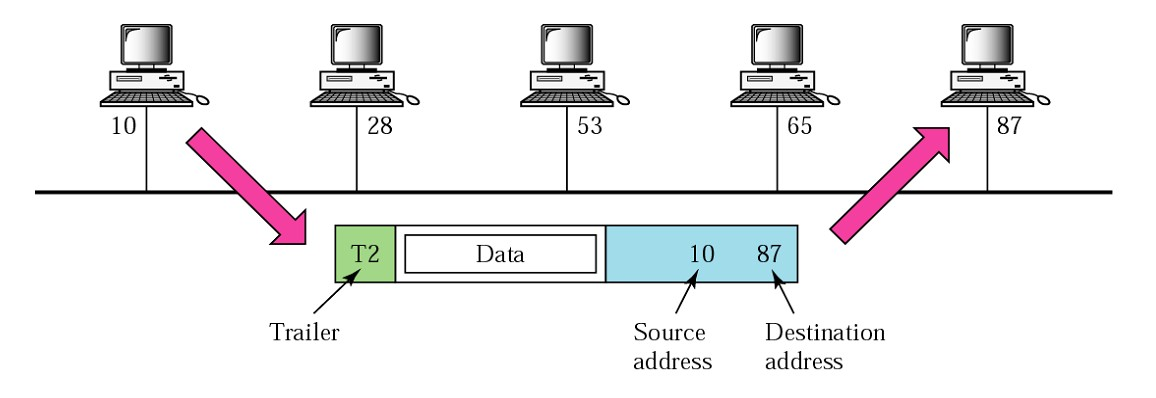 10 28 53 65 87
T2 Data 10 87
Trailer Source Destination
address address